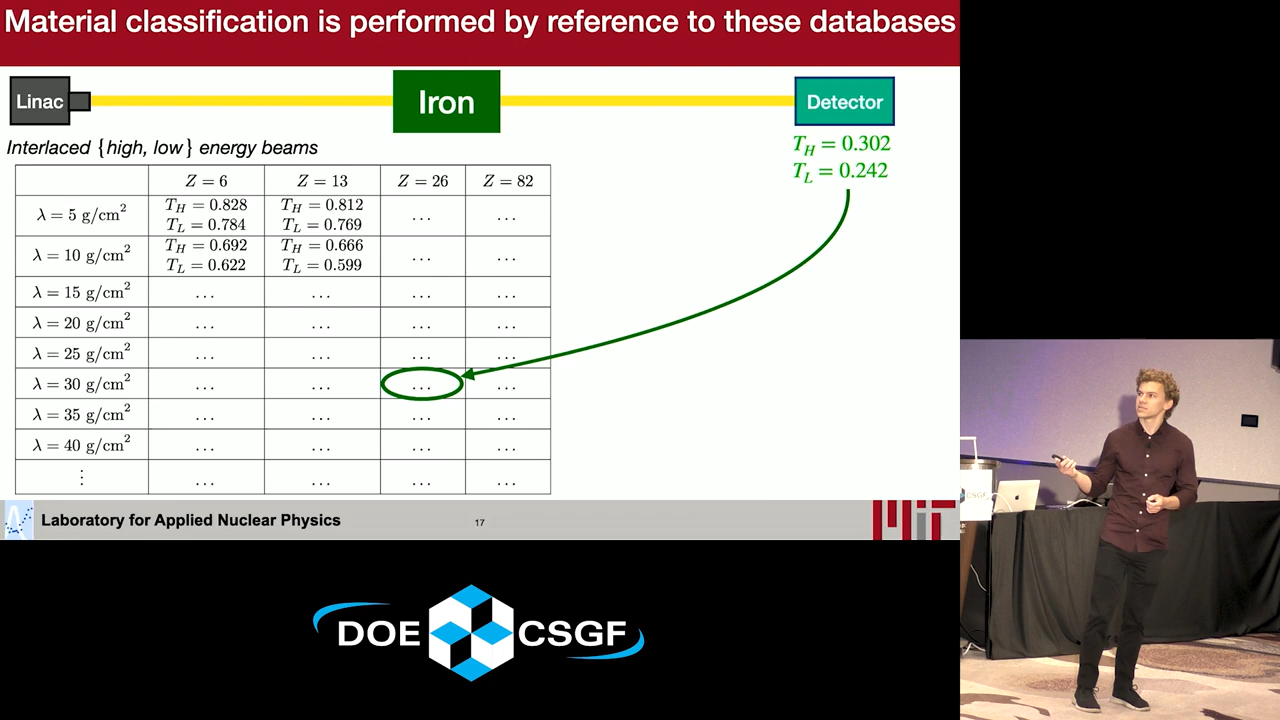 Material classification is performed by reference to these databases
Linac
Iron
Detector
T_H = 0.302
T_L = 0.242
Interlaced {high, low} energy beams
Z = 6 Z = 13 Z = 26 Z = 82
λ = 5 g/cm² T_H = 0.828 T_L = 0.784 T_H = 0.812 T_L = 0.769 ... ...
λ = 10 g/cm² T_H = 0.692 T_L = 0.622 T_H = 0.666 T_L = 0.599 ... ...
λ = 15 g/cm² ... ... ... ...
λ = 20 g/cm² ... ... ... ...
λ = 25 g/cm² ... ... ... ...
λ = 30 g/cm² ... ... ... ...
λ = 35 g/cm² ... ... ... ...
λ = 40 g/cm² ... ... ... ...
⋮ ... ... ... ...
Laboratory for Applied Nuclear Physics
17
MIT
DOE CSGF
CSGF